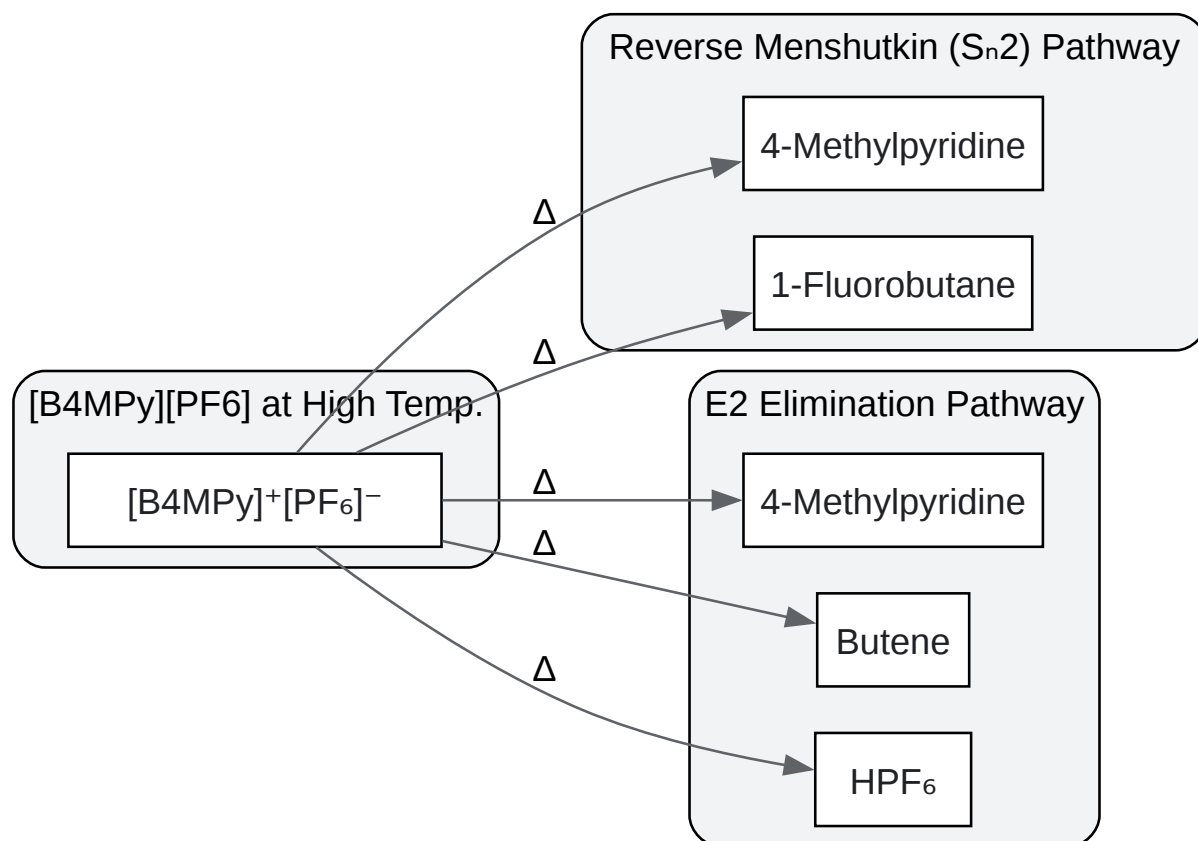 Reverse Menshutkin (Sₙ2) Pathway
4-Methylpyridine
Δ
1-Fluorobutane
Δ
[B4MPy][PF6] at High Temp.
[B4MPy]⁺[PF₆]⁻
E2 Elimination Pathway
Δ
4-Methylpyridine
Δ
Butene
Δ
HPF₆